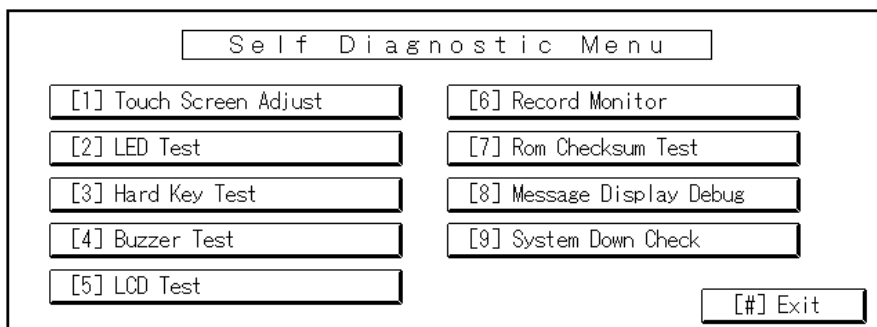 Self Diagnostic Menu
[1] Touch Screen Adjust
[2] LED Test
[3] Hard Key Test
[4] Buzzer Test
[5] LCD Test
[6] Record Monitor
[7] Rom Checksum Test
[8] Message Display Debug
[9] System Down Check
[#] Exit